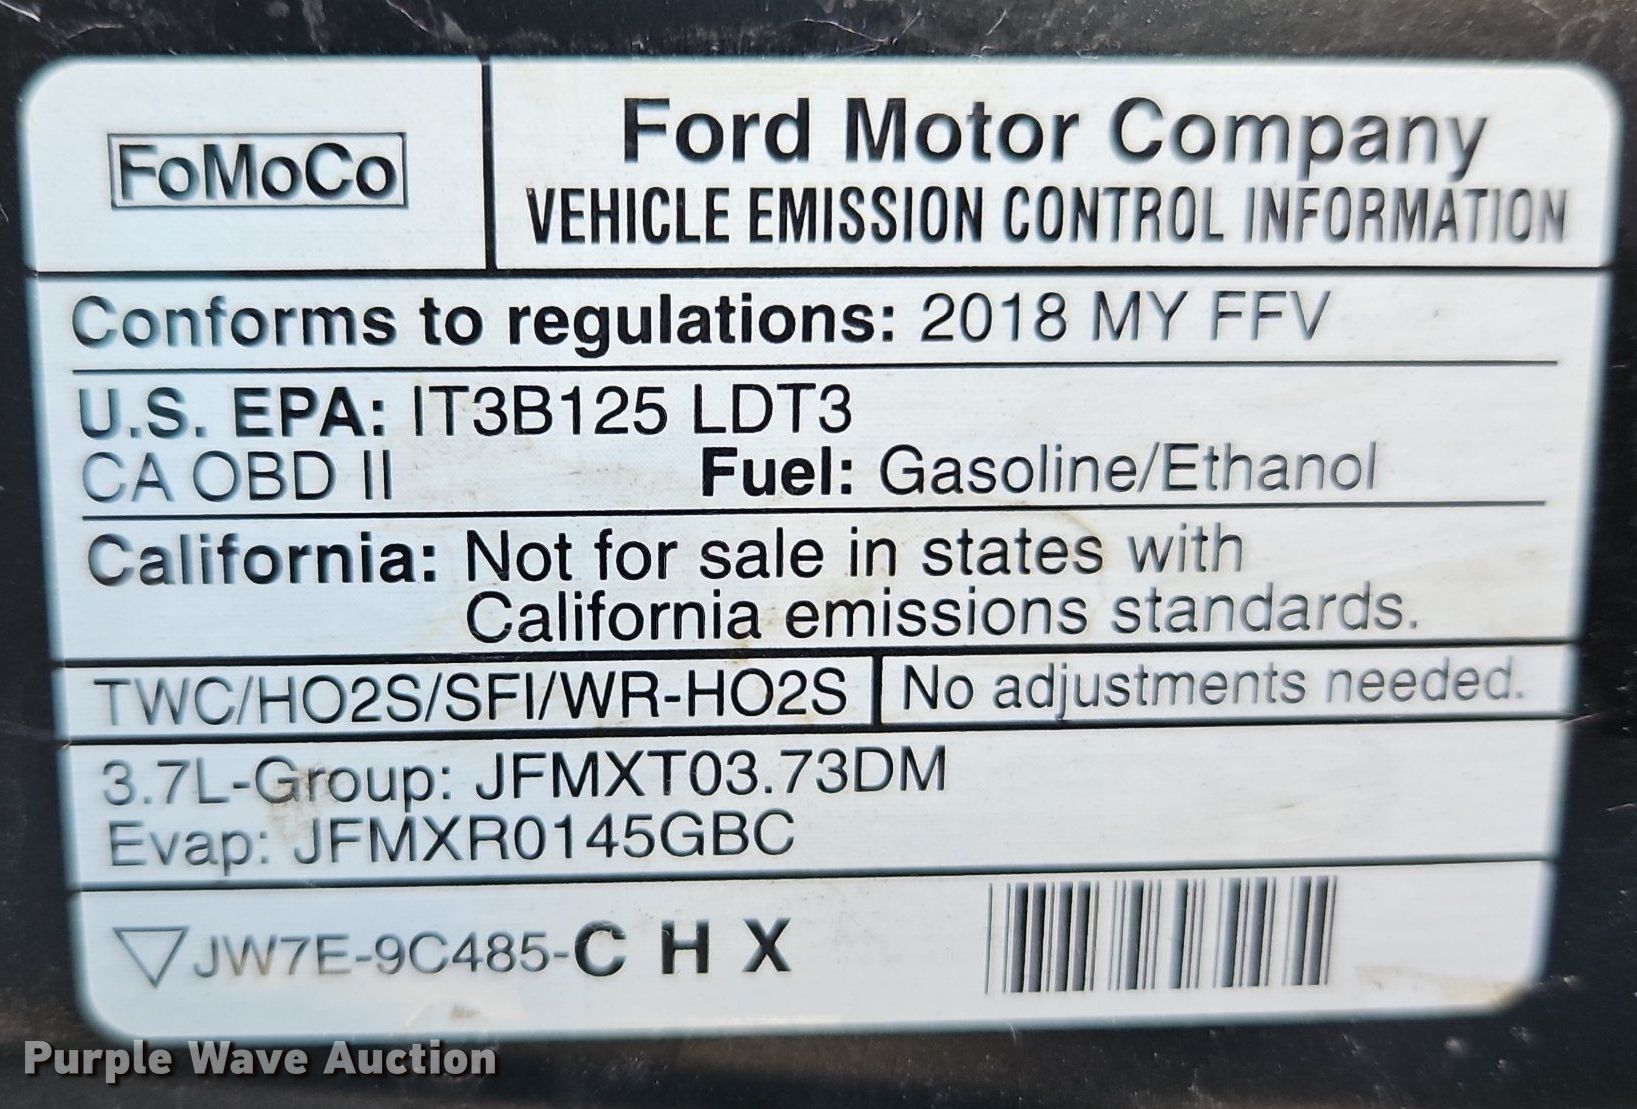 FoMoCo
Ford Motor Company
VEHICLE EMISSION CONTROL INFORMATION
Conforms to regulations: 2018 MY FFV
U.S. EPA: IT3B125 LDT3
CA OBD II Fuel: Gasoline/Ethanol
California: Not for sale in states with
California emissions standards.
TWC/HO2S/SFI/WR-HO2S No adjustments needed.
3.7L-Group: JFMXT03.73DM
Evap: JFMXR0145GBC
JW7E-9C485-C H X
Purple Wave Auction